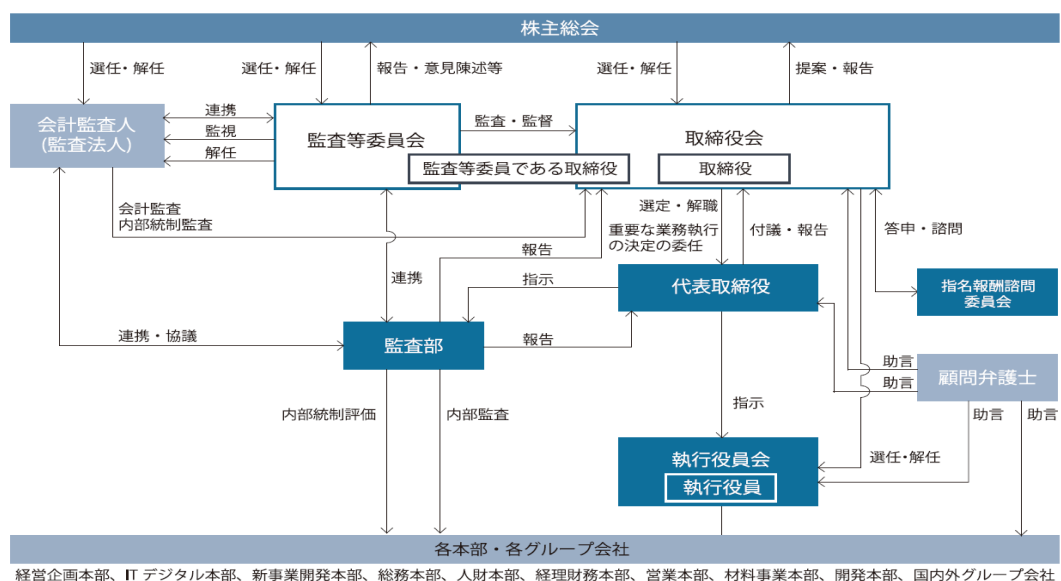 株主総会
選任・解任
選任・解任
報告・意見陳述等
選任・解任
提案・報告
会計監査人
(監査法人)
連携
監視
解任
監査等委員会
監査・監督
取締役会
監査等委員である取締役
取締役
会計監査
内部統制監査
選定・解職
重要な業務執行
の決定の委任
付議・報告
答申・諮問
報告
連携
指示
代表取締役
指名報酬諮問
委員会
連携・協議
監査部
報告
助言
助言
顧問弁護士
内部統制評価
内部監査
指示
助言
助言
執行役員会
執行役員
選任・解任
各本部・各グループ会社
経営企画本部、IT デジタル本部、新事業開発本部、総務本部、人財本部、経理財務本部、営業本部、材料事業本部、開発本部、国内外グループ会社